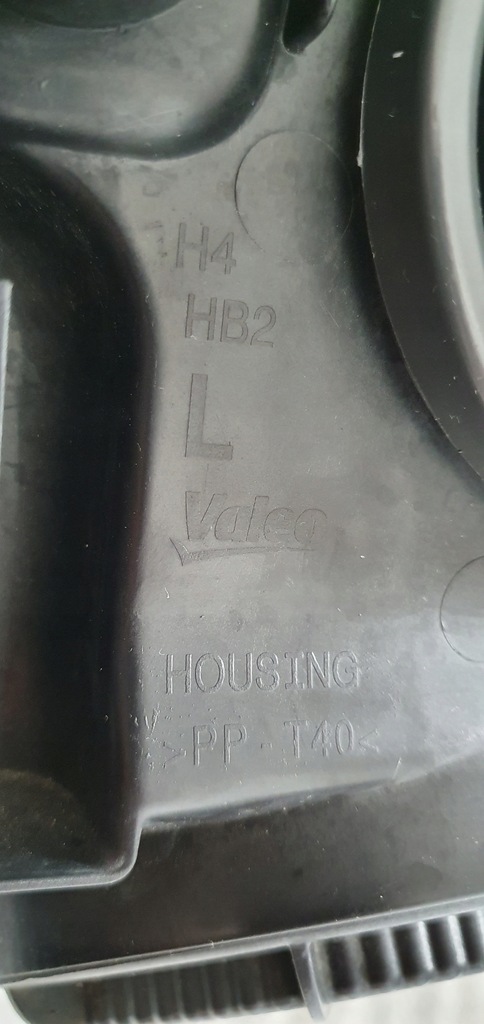 H4
HB2
L
Valeo
HOUSING
>PP-T40<